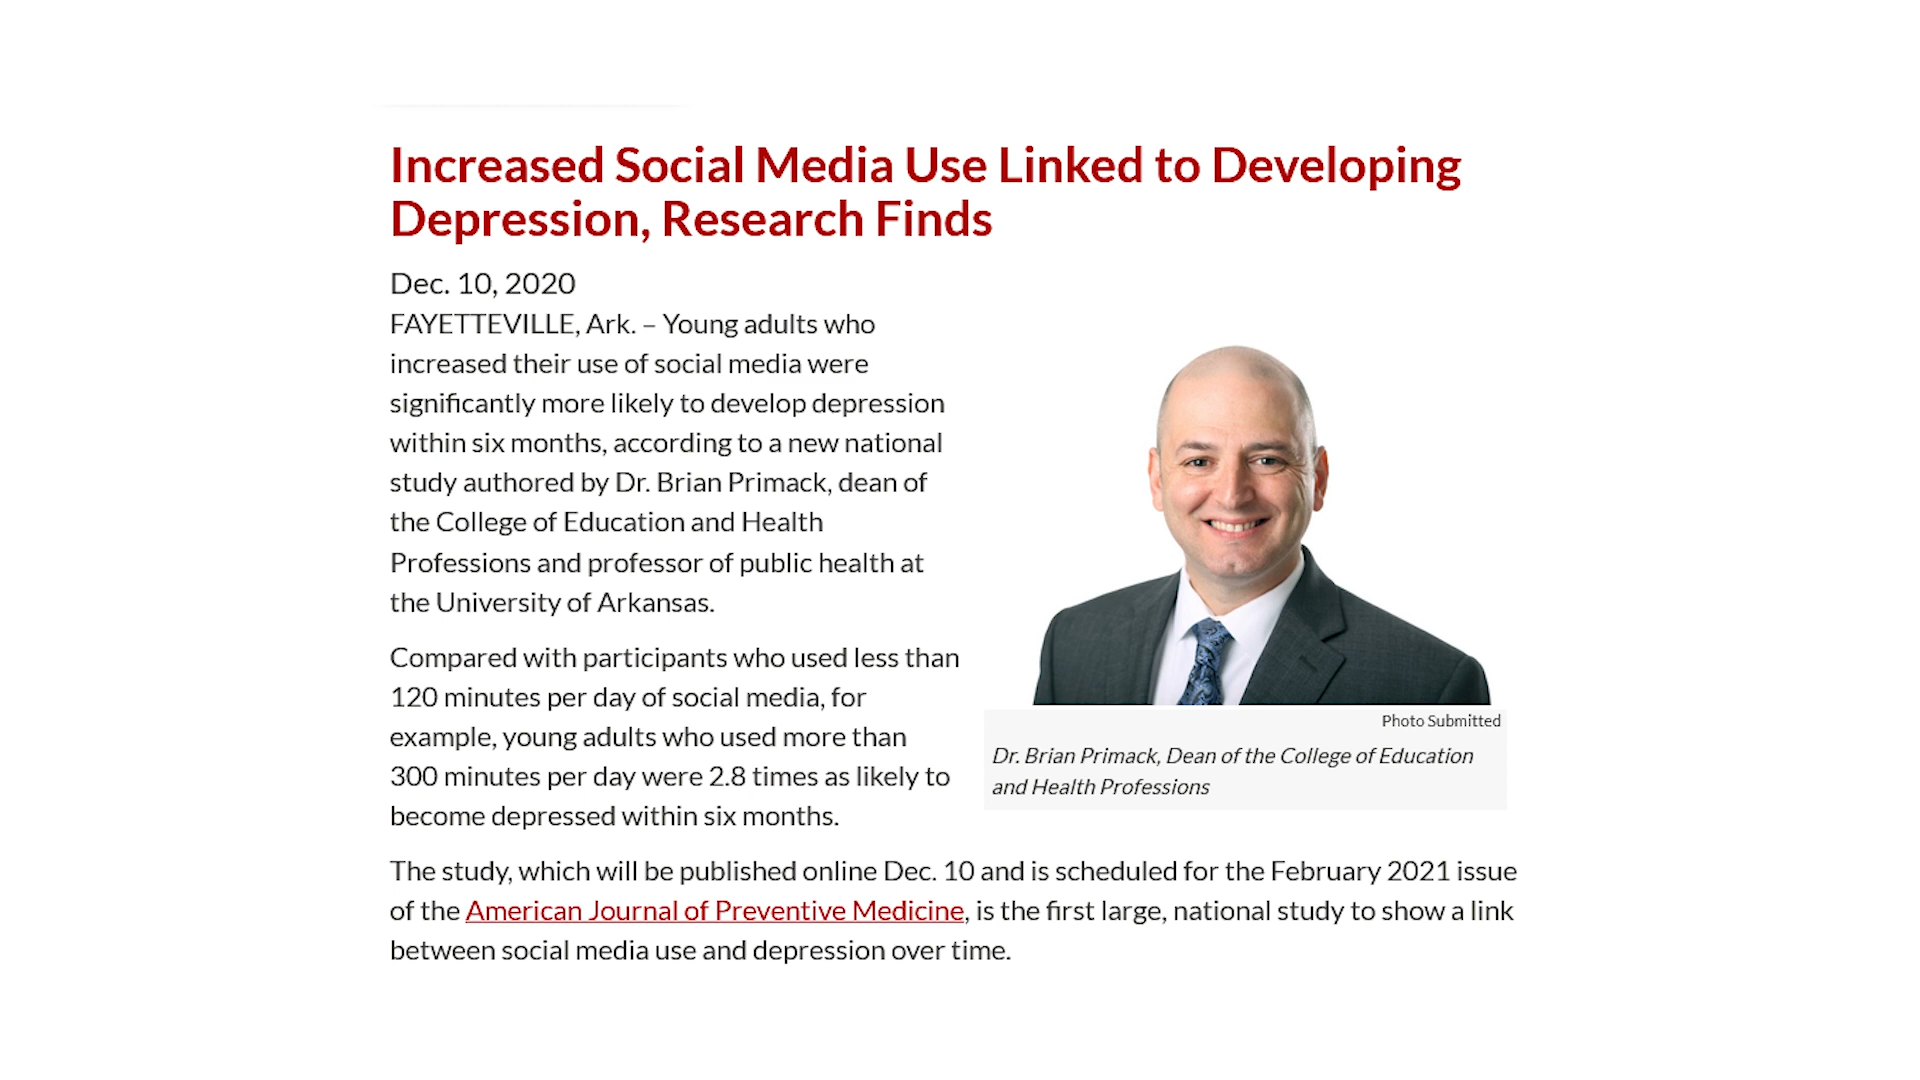 Increased Social Media Use Linked to Developing
Depression, Research Finds
Dec. 10, 2020
FAYETTEVILLE, Ark. – Young adults who
increased their use of social media were
significantly more likely to develop depression
within six months, according to a new national
study authored by Dr. Brian Primack, dean of
the College of Education and Health
Professions and professor of public health at
the University of Arkansas.
Compared with participants who used less than
120 minutes per day of social media, for
example, young adults who used more than
300 minutes per day were 2.8 times as likely to
become depressed within six months.
Photo Submitted
Dr. Brian Primack, Dean of the College of Education
and Health Professions
The study, which will be published online Dec. 10 and is scheduled for the February 2021 issue
of the American Journal of Preventive Medicine, is the first large, national study to show a link
between social media use and depression over time.